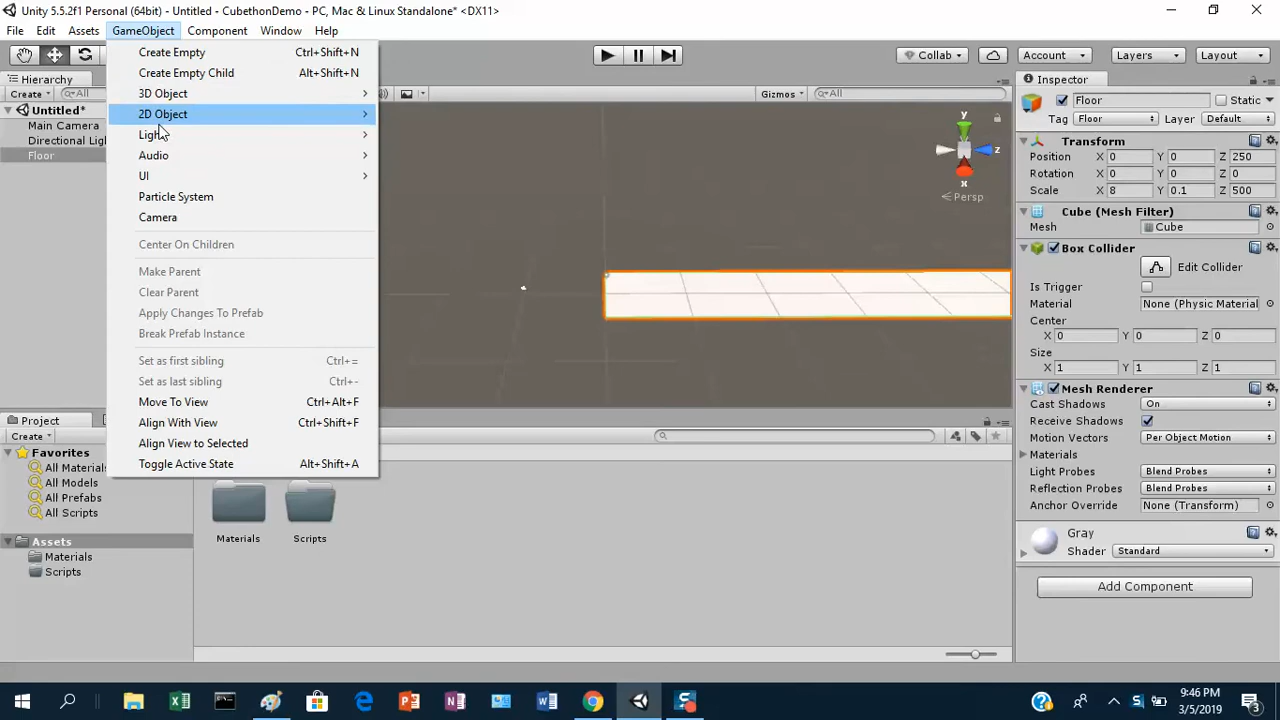 Unity 5.5.2f1 Personal (64bit) - Untitled - CubethonDemo - PC, Mac & Linux Standalone* <DX11>
File Edit Assets GameObject Component Window Help
Collab Account Layers Layout
Hierarchy
Create All
Untitled*
Main Camera
Directional Ligh
Floor
Create Empty Ctrl+Shift+N
Create Empty Child Alt+Shift+N
3D Object
2D Object
Light
Audio
UI
Particle System
Camera
Center On Children
Make Parent
Clear Parent
Apply Changes To Prefab
Break Prefab Instance
Set as first sibling Ctrl+=
Set as last sibling Ctrl+-
Move To View Ctrl+Alt+F
Align With View Ctrl+Shift+F
Align View to Selected
Toggle Active State Alt+Shift+A
Gizmos All
y
z
x
Persp
Inspector
Floor Static
Tag Floor Layer Default
Transform
Position X 0 Y 0 Z 250
Rotation X 0 Y 0 Z 0
Scale X 8 Y 0.1 Z 500
Cube (Mesh Filter)
Mesh Cube
Box Collider
Edit Collider
Is Trigger
Material None (Physic Material
Center
X 0 Y 0 Z 0
Size
X 1 Y 1 Z 1
Mesh Renderer
Cast Shadows On
Receive Shadows
Motion Vectors Per Object Motion
Materials
Light Probes Blend Probes
Reflection Probes Blend Probes
Anchor Override None (Transform)
Gray
Shader Standard
Add Component
Project
Create
Favorites
All Materials
All Models
All Prefabs
All Scripts
Assets
Materials
Scripts
Materials Scripts
9:46 PM
3/5/2019
3